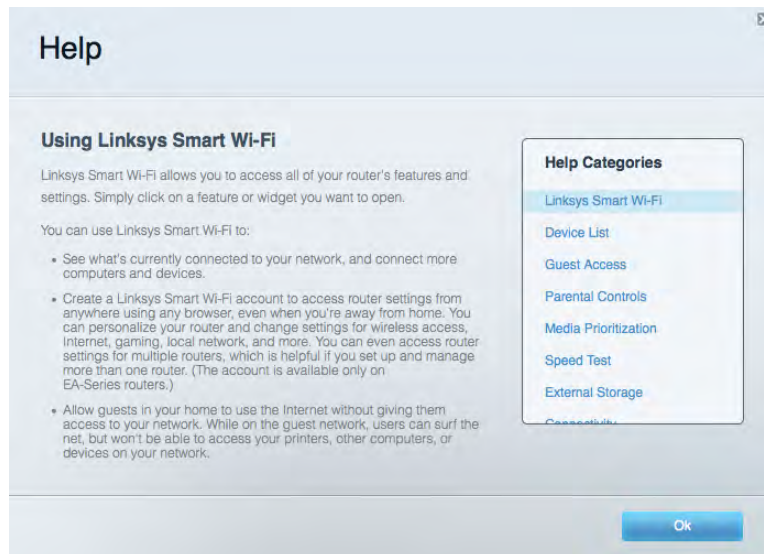 Help
Using Linksys Smart Wi-Fi
Linksys Smart Wi-Fi allows you to access all of your router's features and
settings. Simply click on a feature or widget you want to open.
You can use Linksys Smart Wi-Fi to:
• See what's currently connected to your network, and connect more
computers and devices.
• Create a Linksys Smart Wi-Fi account to access router settings from
anywhere using any browser, even when you're away from home. You
can personalize your router and change settings for wireless access,
Internet, gaming, local network, and more. You can even access router
settings for multiple routers, which is helpful if you set up and manage
more than one router. (The account is available only on
EA-Series routers.)
• Allow guests in your home to use the Internet without giving them
access to your network. While on the guest network, users can surf the
net, but won't be able to access your printers, other computers, or
devices on your network.
Help Categories
Linksys Smart Wi-Fi
Device List
Guest Access
Parental Controls
Media Prioritization
Speed Test
External Storage
Connectivity
Ok